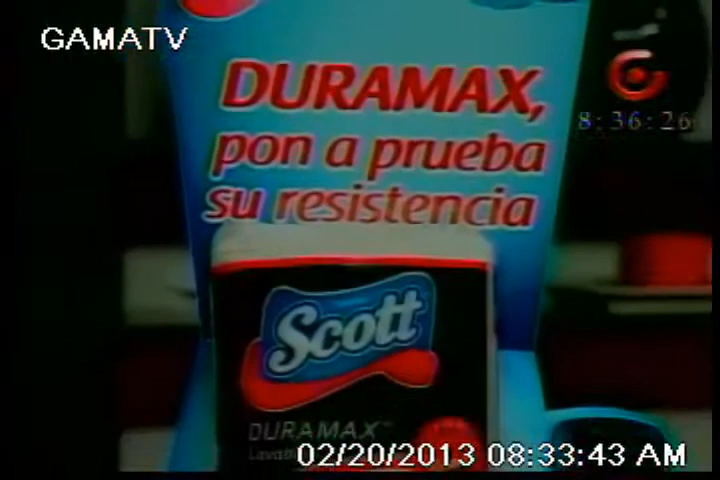 GAMATV
DURAMAX,
pon a prueba
su resistencia
8:36:26
Scott
DURAMAX
02/20/2013 08:33:43 AM